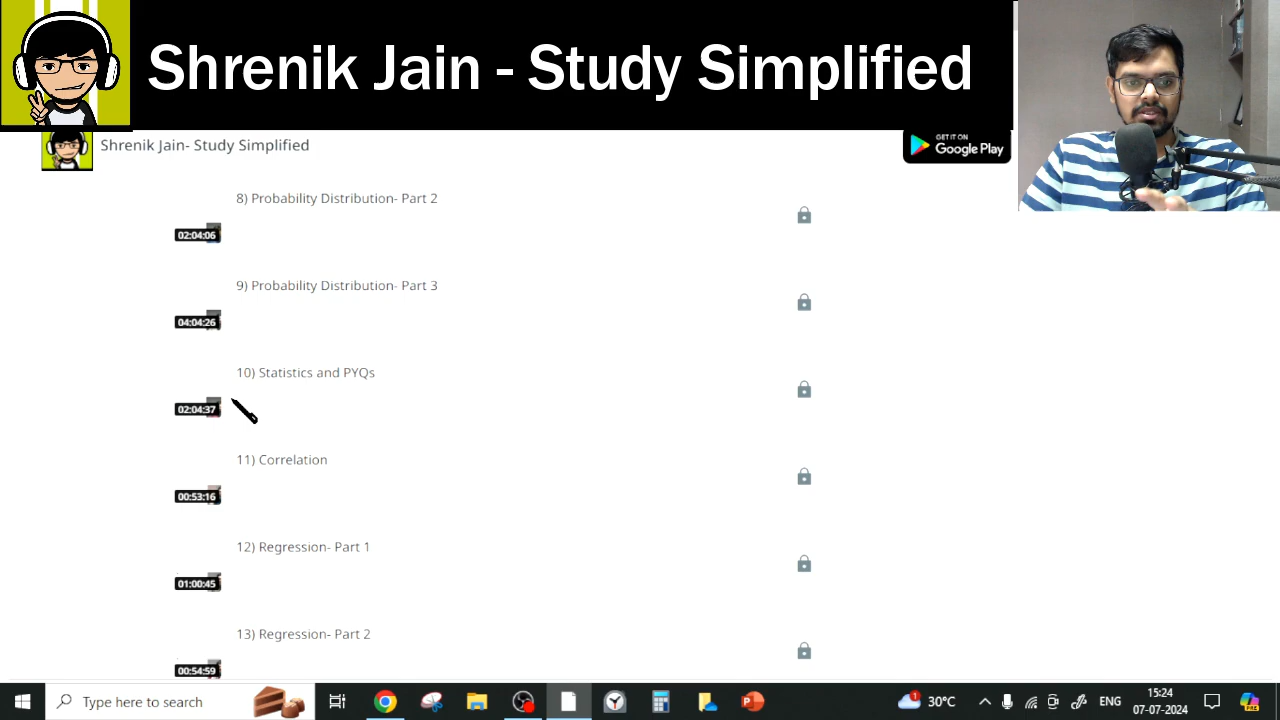 Shrenik Jain - Study Simplified
Shrenik Jain- Study Simplified
GET IT ON
Google Play
8) Probability Distribution- Part 2
02:04:06
9) Probability Distribution- Part 3
04:04:26
10) Statistics and PYQs
02:04:37
11) Correlation
00:53:16
12) Regression- Part 1
01:00:45
13) Regression- Part 2
00:54:59
Type here to search
1
30°C
ENG
15:24
07-07-2024